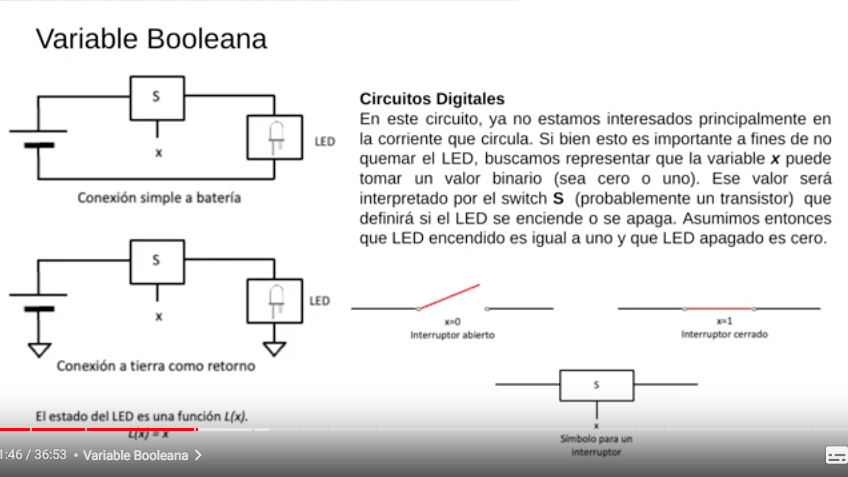 Variable Booleana
S
x
LED
Conexión simple a batería
S
x
LED
Conexión a tierra como retorno
El estado del LED es una función L(x).
L(x) = x
Circuitos Digitales
En este circuito, ya no estamos interesados principalmente en
la corriente que circula. Si bien esto es importante a fines de no
quemar el LED, buscamos representar que la variable x puede
tomar un valor binario (sea cero o uno). Ese valor será
interpretado por el switch S (probablemente un transistor) que
definirá si el LED se enciende o se apaga. Asumimos entonces
que LED encendido es igual a uno y que LED apagado es cero.
x=0
Interruptor abierto
x=1
Interruptor cerrado
S
x
Símbolo para un
interruptor
1:46 / 36:53 • Variable Booleana >